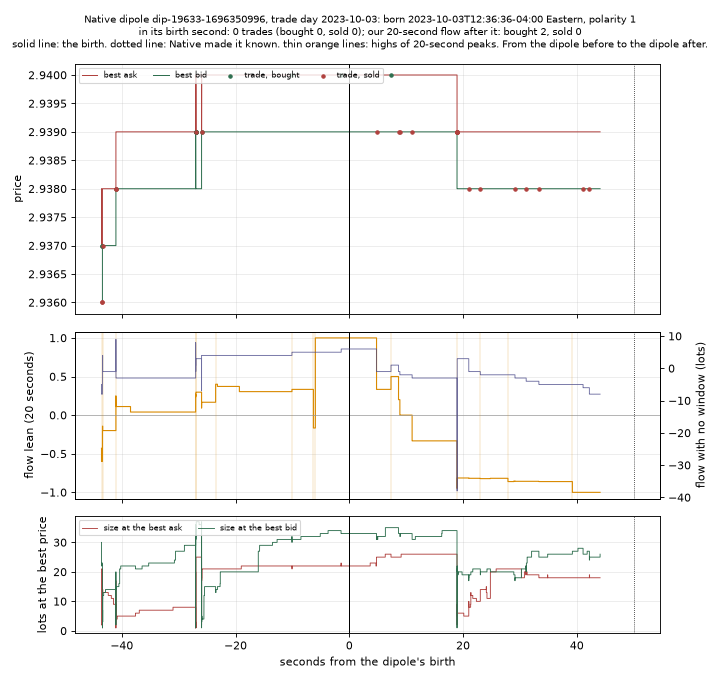 Native dipole dip-19633-1696350996, trade day 2023-10-03: born 2023-10-03T12:36:36-04:00 Eastern, polarity 1
in its birth second: 0 trades (bought 0, sold 0); our 20-second flow after it: bought 2, sold 0
solid line: the birth. dotted line: Native made it known. thin orange lines: highs of 20-second peaks. From the dipole before to the dipole after.
best ask best bid trade, bought trade, sold
2.9400
2.9395
2.9390
2.9385
2.9380
2.9375
2.9370
2.9365
2.9360
price
1.0
0.5
0.0
−0.5
−1.0
flow lean (20 seconds)
10
0
−10
−20
−30
−40
flow with no window (lots)
size at the best ask size at the best bid
30
20
10
0
lots at the best price
−40 −20 0 20 40
seconds from the dipole's birth